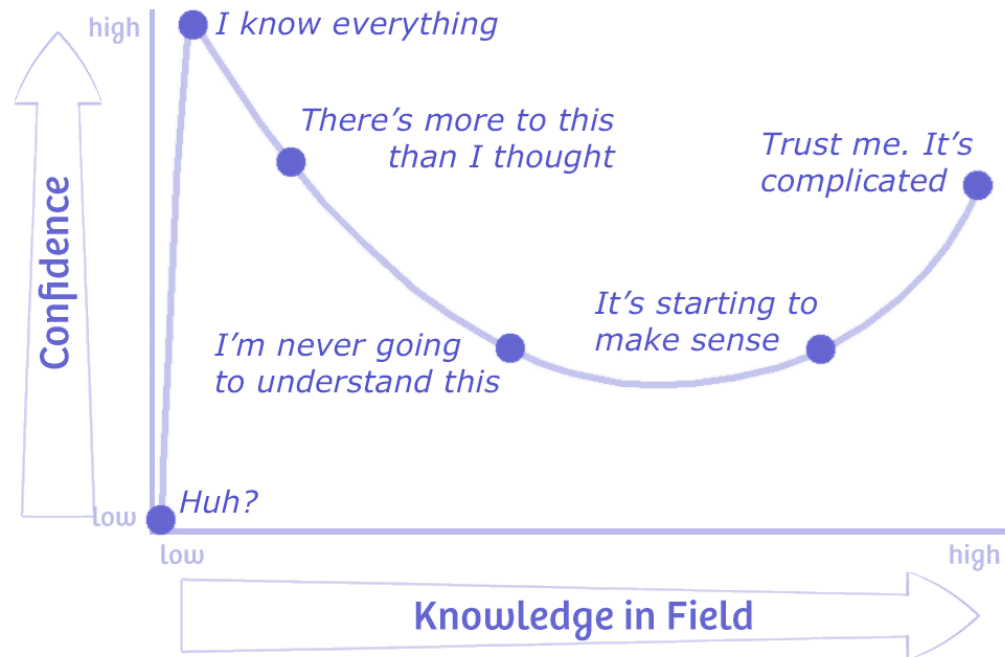 high
I know everything
There's more to this
than I thought
Trust me. It's
complicated
Confidence
It's starting to
make sense
I'm never going
to understand this
Huh?
low
low
high
Knowledge in Field